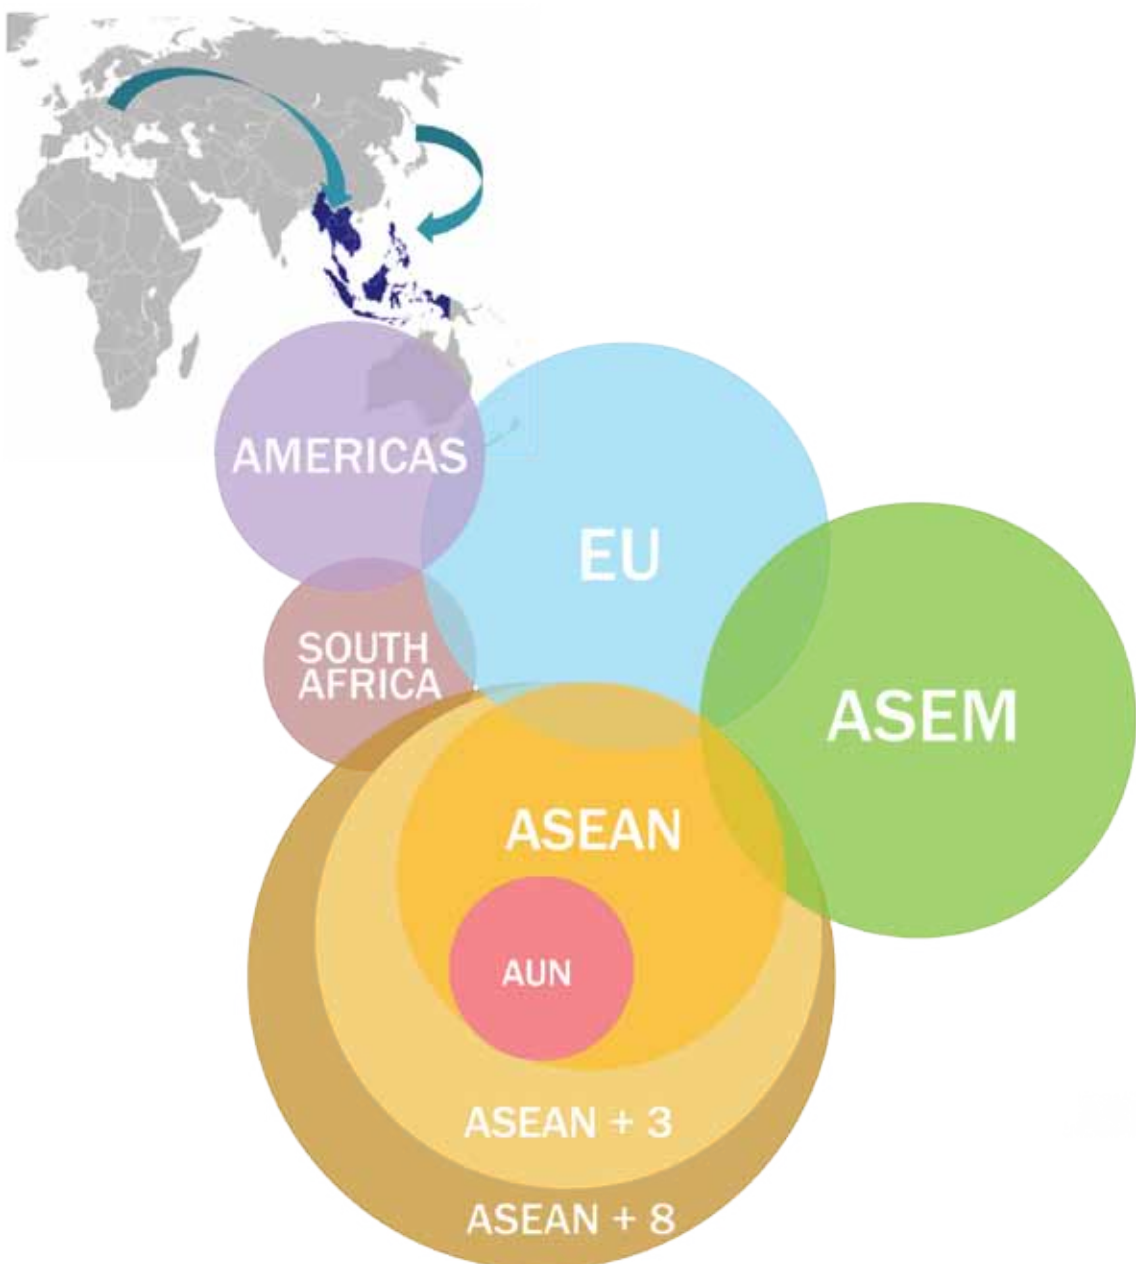 AMERICAS
EU
SOUTH
AFRICA
ASEM
ASEAN
AUN
ASEAN + 3
ASEAN + 8